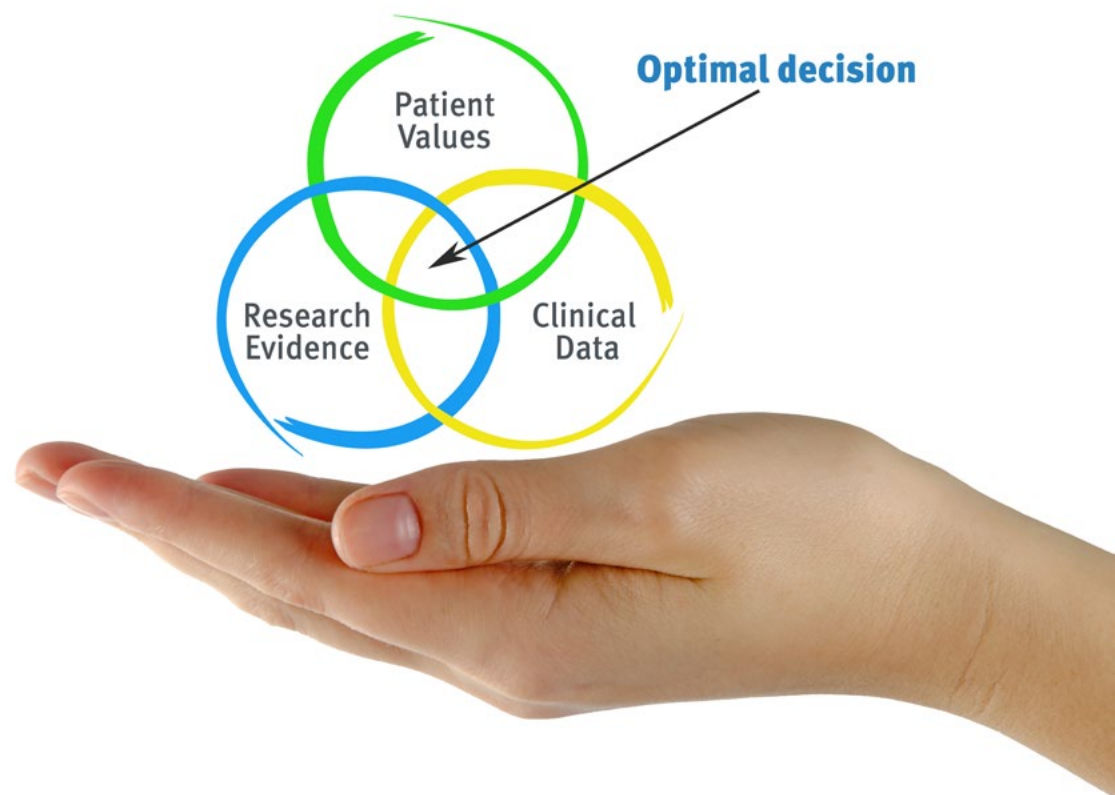 Optimal decision
Patient
Values
Research
Evidence
Clinical
Data